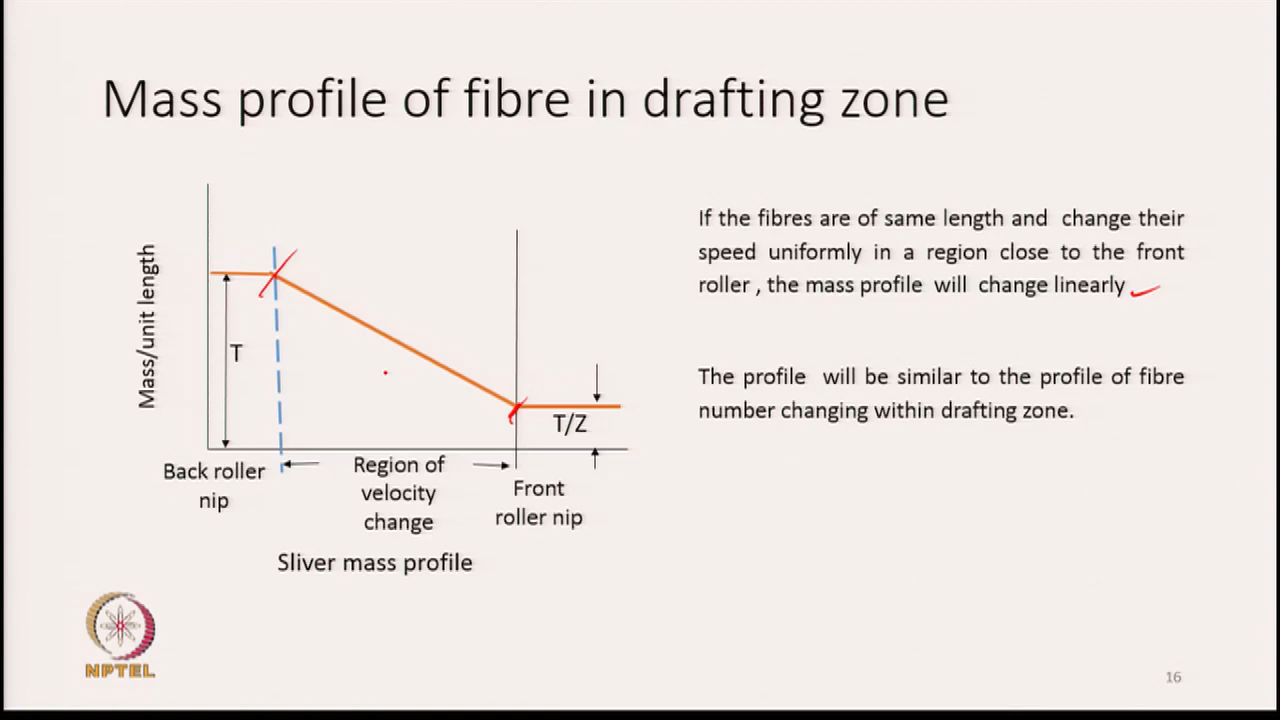 Mass profile of fibre in drafting zone
Mass/unit length
T
T/Z
Back roller
nip
Region of
velocity
change
Front
roller nip
Sliver mass profile
If the fibres are of same length and change their
speed uniformly in a region close to the front
roller , the mass profile will change linearly
The profile will be similar to the profile of fibre
number changing within drafting zone.
NPTEL
16